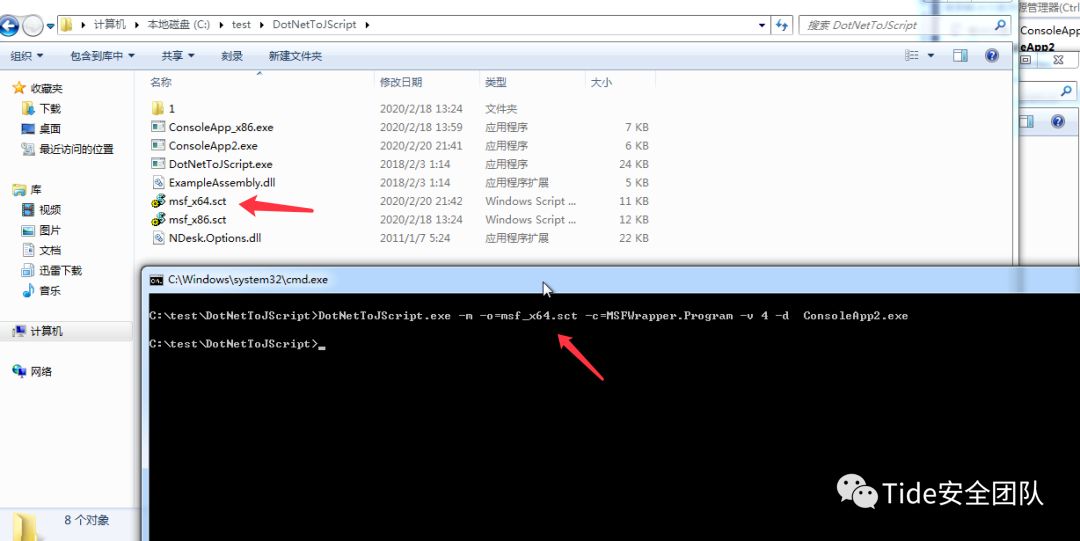 计算机 本地磁盘 (C:) test DotNetToJScript
搜索 DotNetToJScript
源管理器(Ctrl
ConsoleApp
eApp2
组织 包含到库中 共享 刻录 新建文件夹
名称 修改日期 类型 大小
收藏夹
下载
桌面
最近访问的位置
库
视频
图片
文档
迅雷下载
音乐
计算机
网络
1 2020/2/18 13:24 文件夹
ConsoleApp_x86.exe 2020/2/18 13:59 应用程序 7 KB
ConsoleApp2.exe 2020/2/20 21:41 应用程序 6 KB
DotNetToJScript.exe 2018/2/3 1:14 应用程序 24 KB
ExampleAssembly.dll 2018/2/3 1:14 应用程序扩展 5 KB
msf_x64.sct 2020/2/20 21:42 Windows Script ... 11 KB
msf_x86.sct 2020/2/18 13:24 Windows Script ... 12 KB
NDesk.Options.dll 2011/1/7 5:24 应用程序扩展 22 KB
C:\Windows\system32\cmd.exe
C:\test\DotNetToJScript>DotNetToJScript.exe -m -o=msf_x64.sct -c=MSFWrapper.Program -v 4 -d ConsoleApp2.exe
C:\test\DotNetToJScript>
8 个对象
Tide安全团队